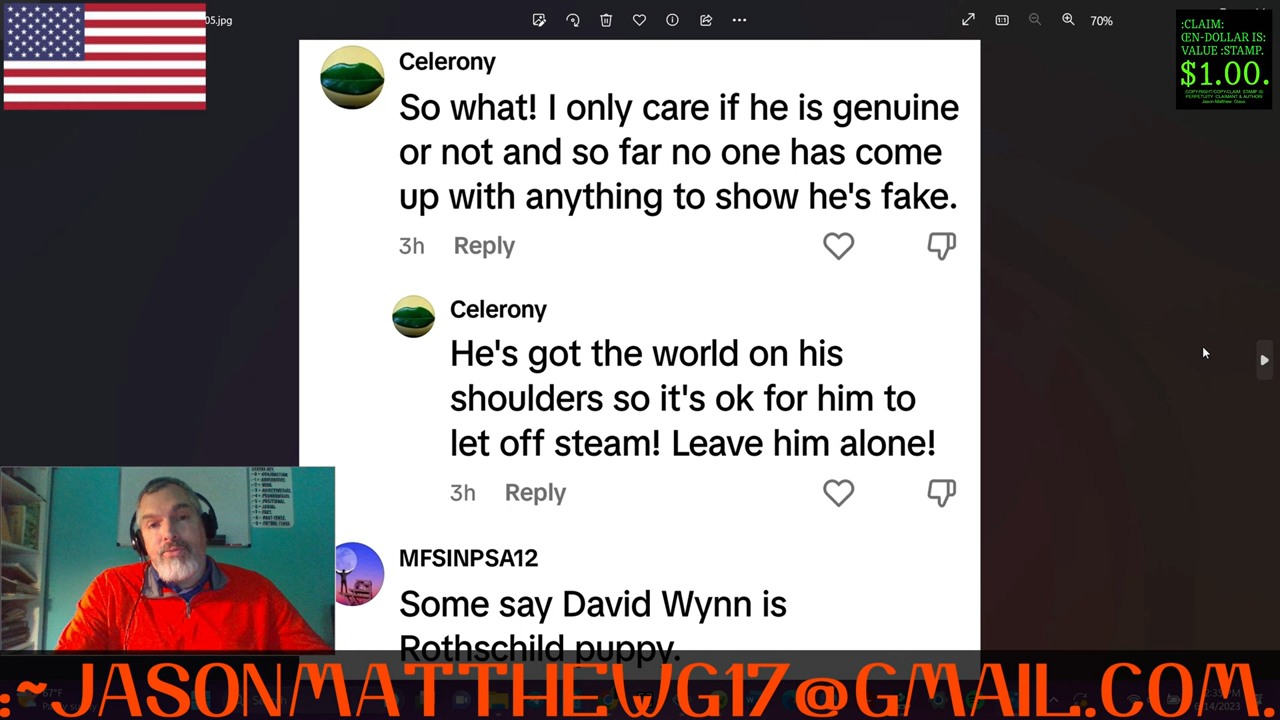 05.jpg
70%
:CLAIM:
ŒN-DOLLAR IS:
VALUE :STAMP.
$1.00.
Celerony
So what! I only care if he is genuine
or not and so far no one has come
up with anything to show he's fake.
3h Reply
Celerony
He's got the world on his
shoulders so it's ok for him to
let off steam! Leave him alone!
3h Reply
MFSINPSA12
Some say David Wynn is
Rothschild puppy.
:~ JASONMATTHEWG17@GMAIL.COM.